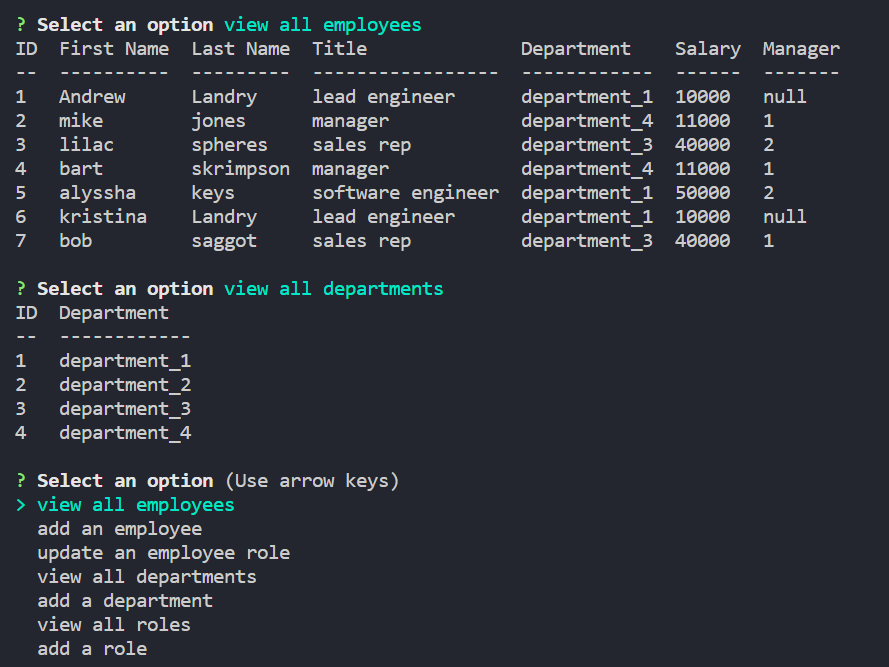 ? Select an option view all employees
ID  First Name  Last Name  Title              Department    Salary  Manager
--  ----------  ---------  -----------------  ------------  ------  -------
1   Andrew      Landry     lead engineer      department_1  10000   null
2   mike        jones      manager            department_4  11000   1
3   lilac       spheres    sales rep          department_3  40000   2
4   bart        skrimpson  manager            department_4  11000   1
5   alyssha     keys       software engineer  department_1  50000   2
6   kristina    Landry     lead engineer      department_1  10000   null
7   bob         saggot     sales rep          department_3  40000   1
? Select an option view all departments
ID  Department
--  ------------
1   department_1
2   department_2
3   department_3
4   department_4
? Select an option (Use arrow keys)
> view all employees
  add an employee
  update an employee role
  view all departments
  add a department
  view all roles
  add a role